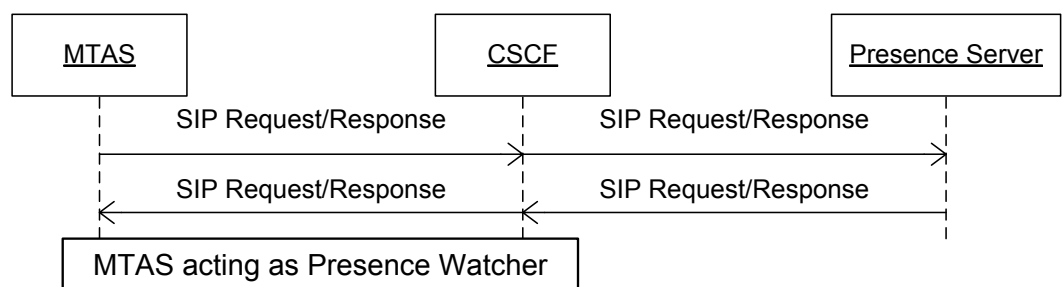 MTAS
CSCF
Presence Server
SIP Request/Response
SIP Request/Response
SIP Request/Response
SIP Request/Response
MTAS acting as Presence Watcher